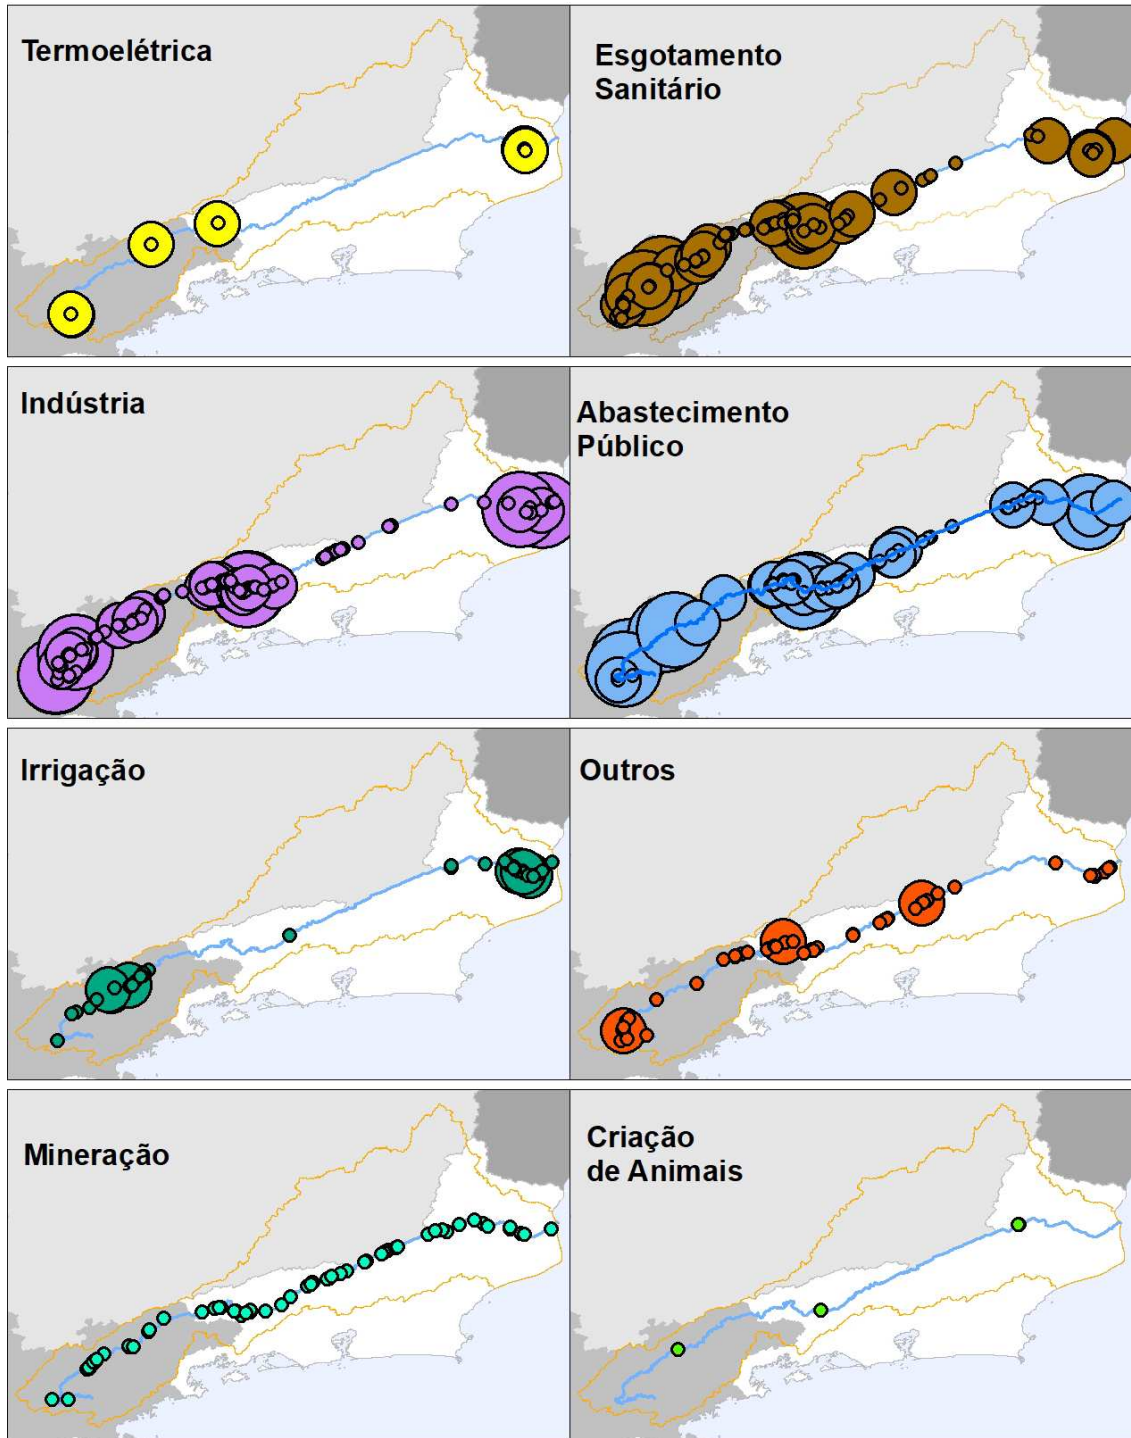 Termoelétrica
Esgotamento
Sanitário
Indústria
Abastecimento
Público
Irrigação
Outros
Mineração
Criação
de Animais